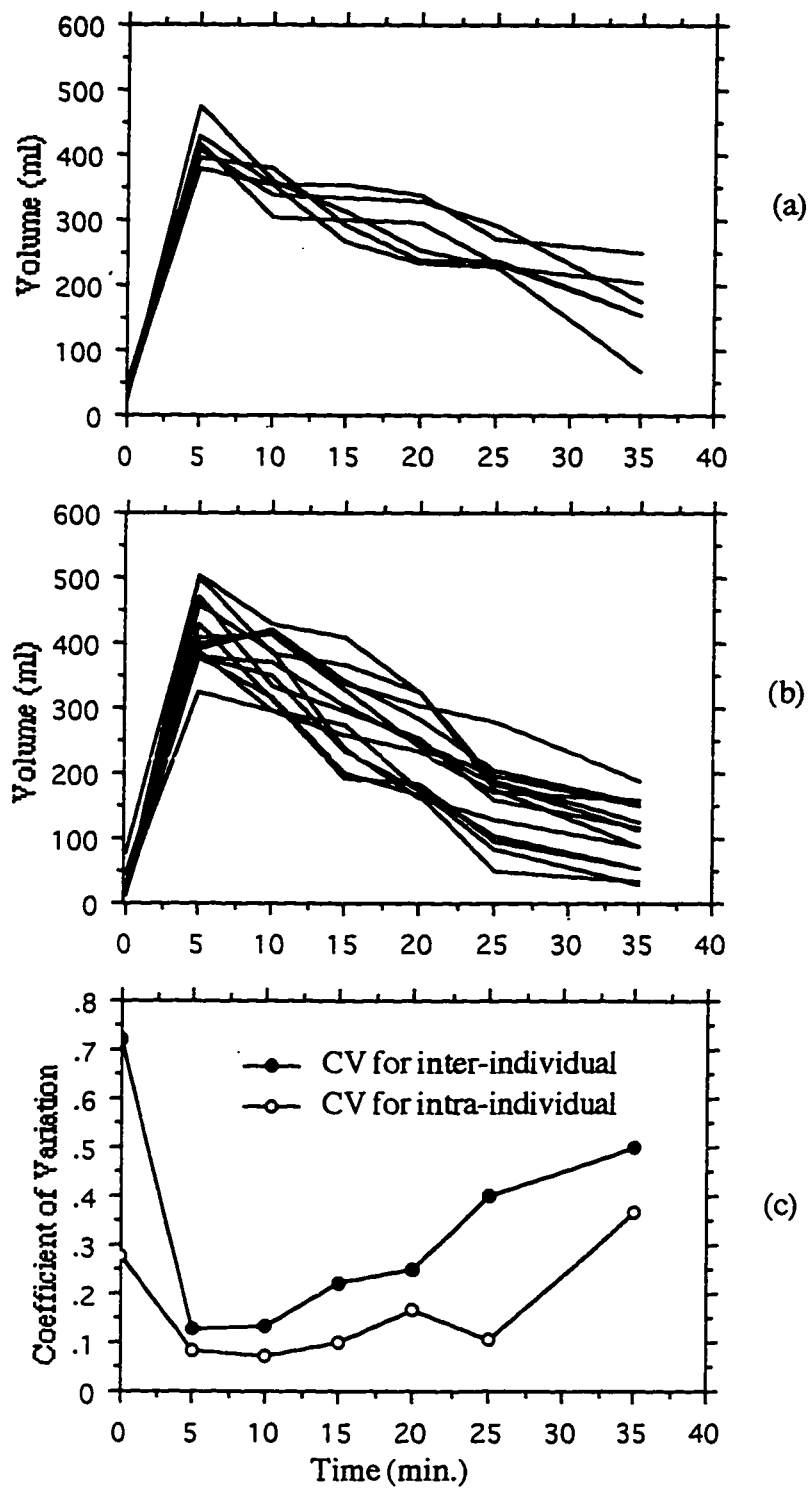 600
500
400
300
200
100
0
Volume (ml)
0 5 10 15 20 25 30 35 40
(a)
600
500
400
300
200
100
0
Volume (ml)
0 5 10 15 20 25 30 35 40
(b)
.8
.7
.6
.5
.4
.3
.2
.1
0
Coefficient of Variation
CV for inter-individual
CV for intra-individual
0 5 10 15 20 25 30 35 40
Time (min.)
(c)